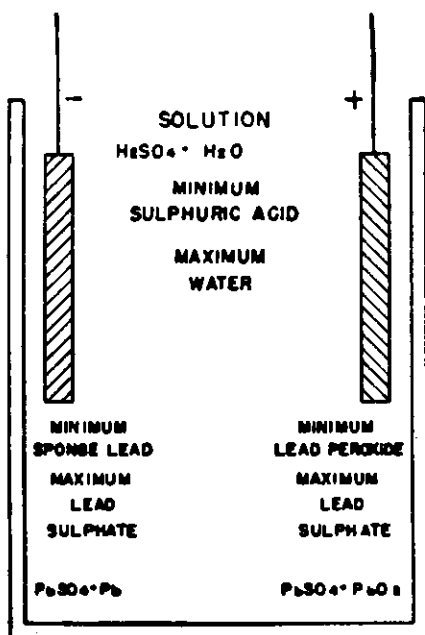 − +
SOLUTION
H₂SO₄+ H₂O
MINIMUM
SULPHURIC ACID
MAXIMUM
WATER
MINIMUM
SPONGE LEAD
MAXIMUM
LEAD
SULPHATE
PbSO₄+Pb
MINIMUM
LEAD PEROXIDE
MAXIMUM
LEAD
SULPHATE
PbSO₄+ PbO₂